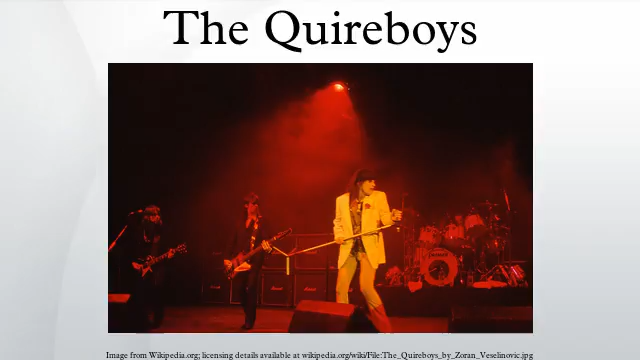 The Quireboys
Image from Wikipedia.org; licensing details available at wikipedia.org/wiki/File:The_Quireboys_by_Zoran_Veselinovic.jpg